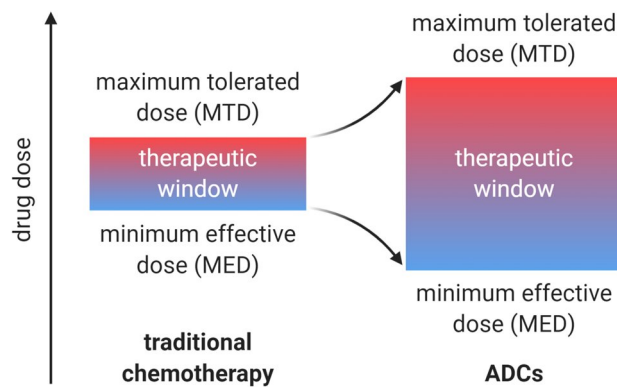 drug dose
maximum tolerated
dose (MTD)
therapeutic
window
minimum effective
dose (MED)
traditional
chemotherapy
maximum tolerated
dose (MTD)
therapeutic
window
minimum effective
dose (MED)
ADCs